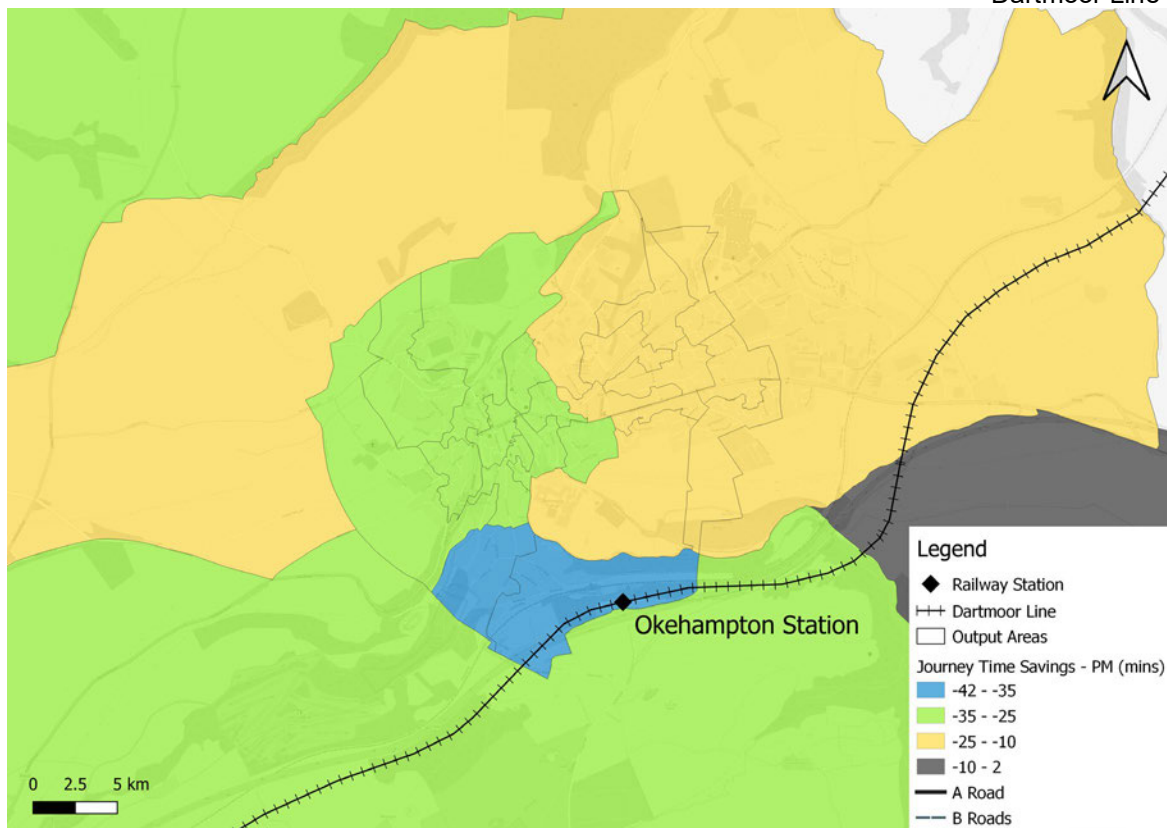 Dartmoor Line
Okehampton Station
Legend
Railway Station
Dartmoor Line
Output Areas
Journey Time Savings - PM (mins)
-42 - -35
-35 - -25
-25 - -10
-10 - 2
A Road
B Roads
0 2.5 5 km